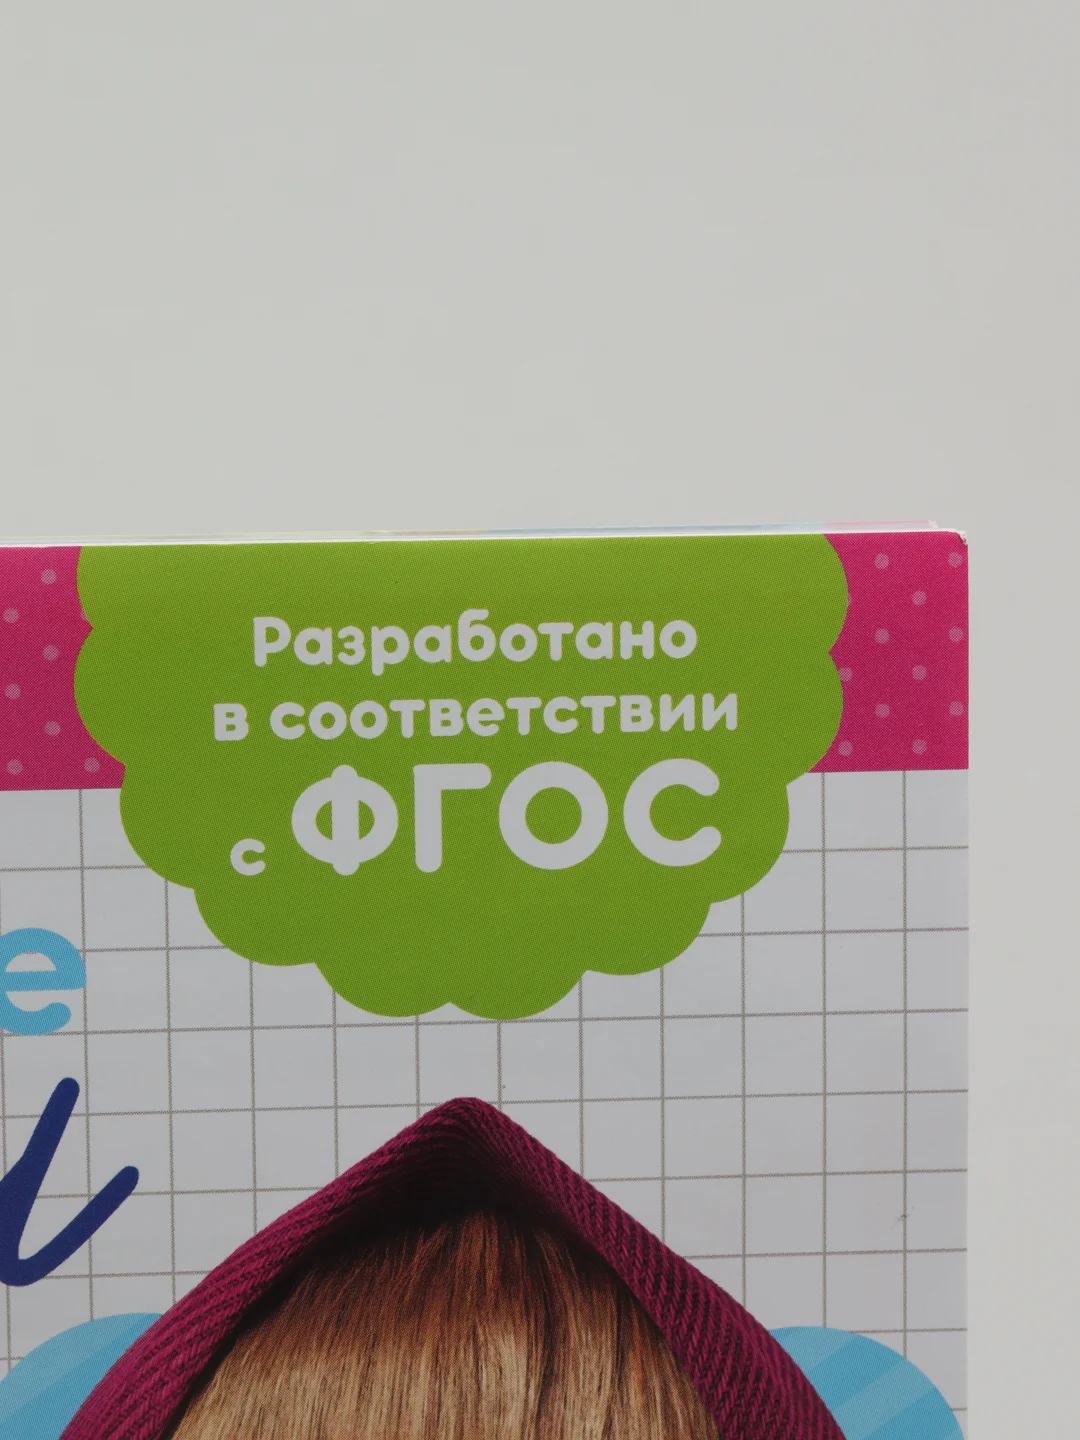 Разработано
в соответствии
с ФГОС